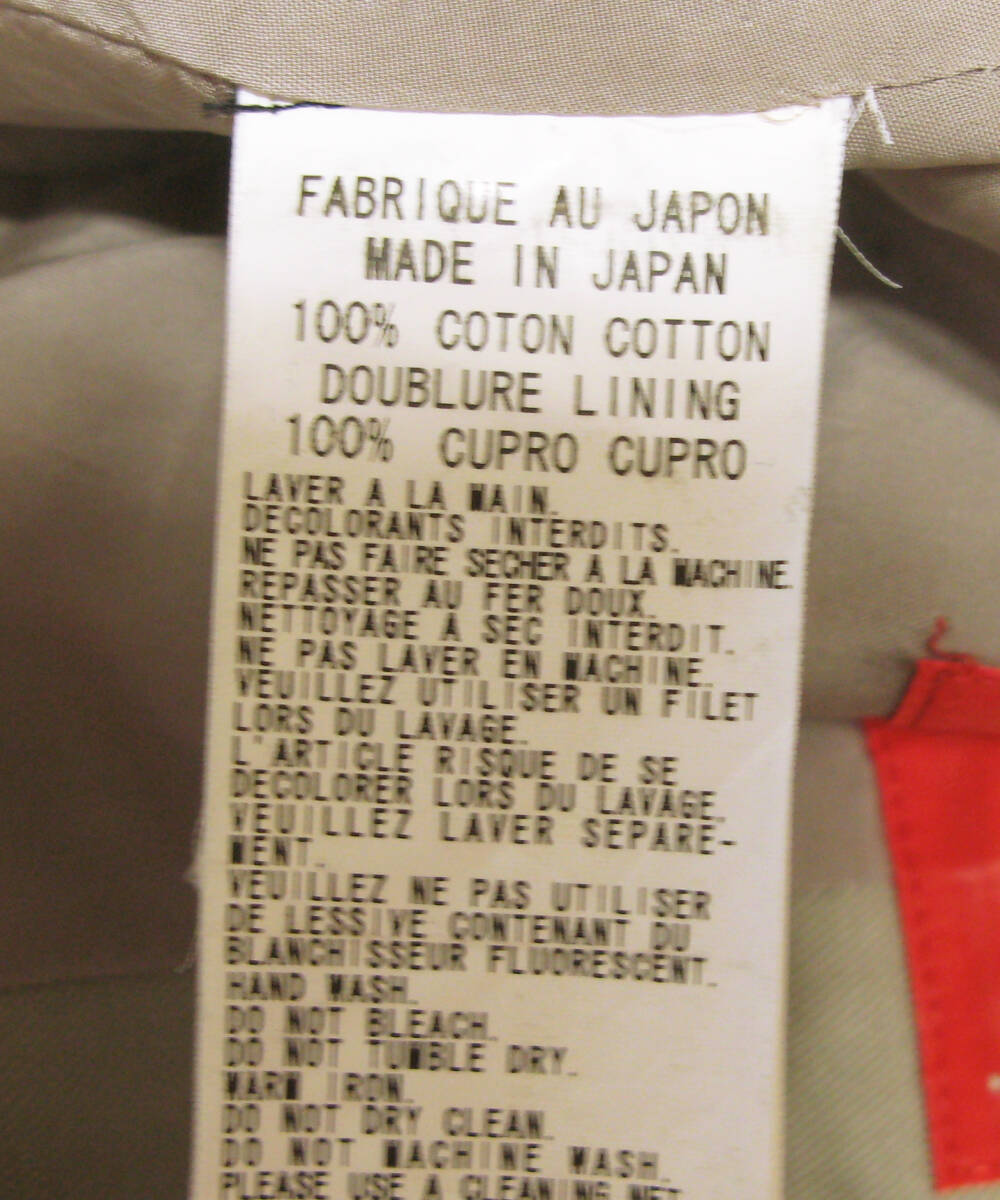 FABRIQUE AU JAPON
MADE IN JAPAN
100% COTON COTTON
DOUBLURE LINING
100% CUPRO CUPRO
LAVER A LA MAIN.
DECOLORANTS INTERDITS.
NE PAS FAIRE SECHER A LA MACHINE.
REPASSER AU FER DOUX.
NETTOYAGE A SEC INTERDIT.
NE PAS LAVER EN MACHINE.
VEUILLEZ UTILISER UN FILET
LORS DU LAVAGE.
L'ARTICLE RISQUE DE SE
DECOLORER LORS DU LAVAGE.
VEUILLEZ LAVER SEPARE-
MENT.
VEUILLEZ NE PAS UTILISER
DE LESSIVE CONTENANT DU
BLANCHISSEUR FLUORESCENT.
HAND WASH.
DO NOT BLEACH.
DO NOT TUMBLE DRY.
WARM IRON.
DO NOT DRY CLEAN.
DO NOT MACHINE WASH.
PLEASE USE A CLEANING NET